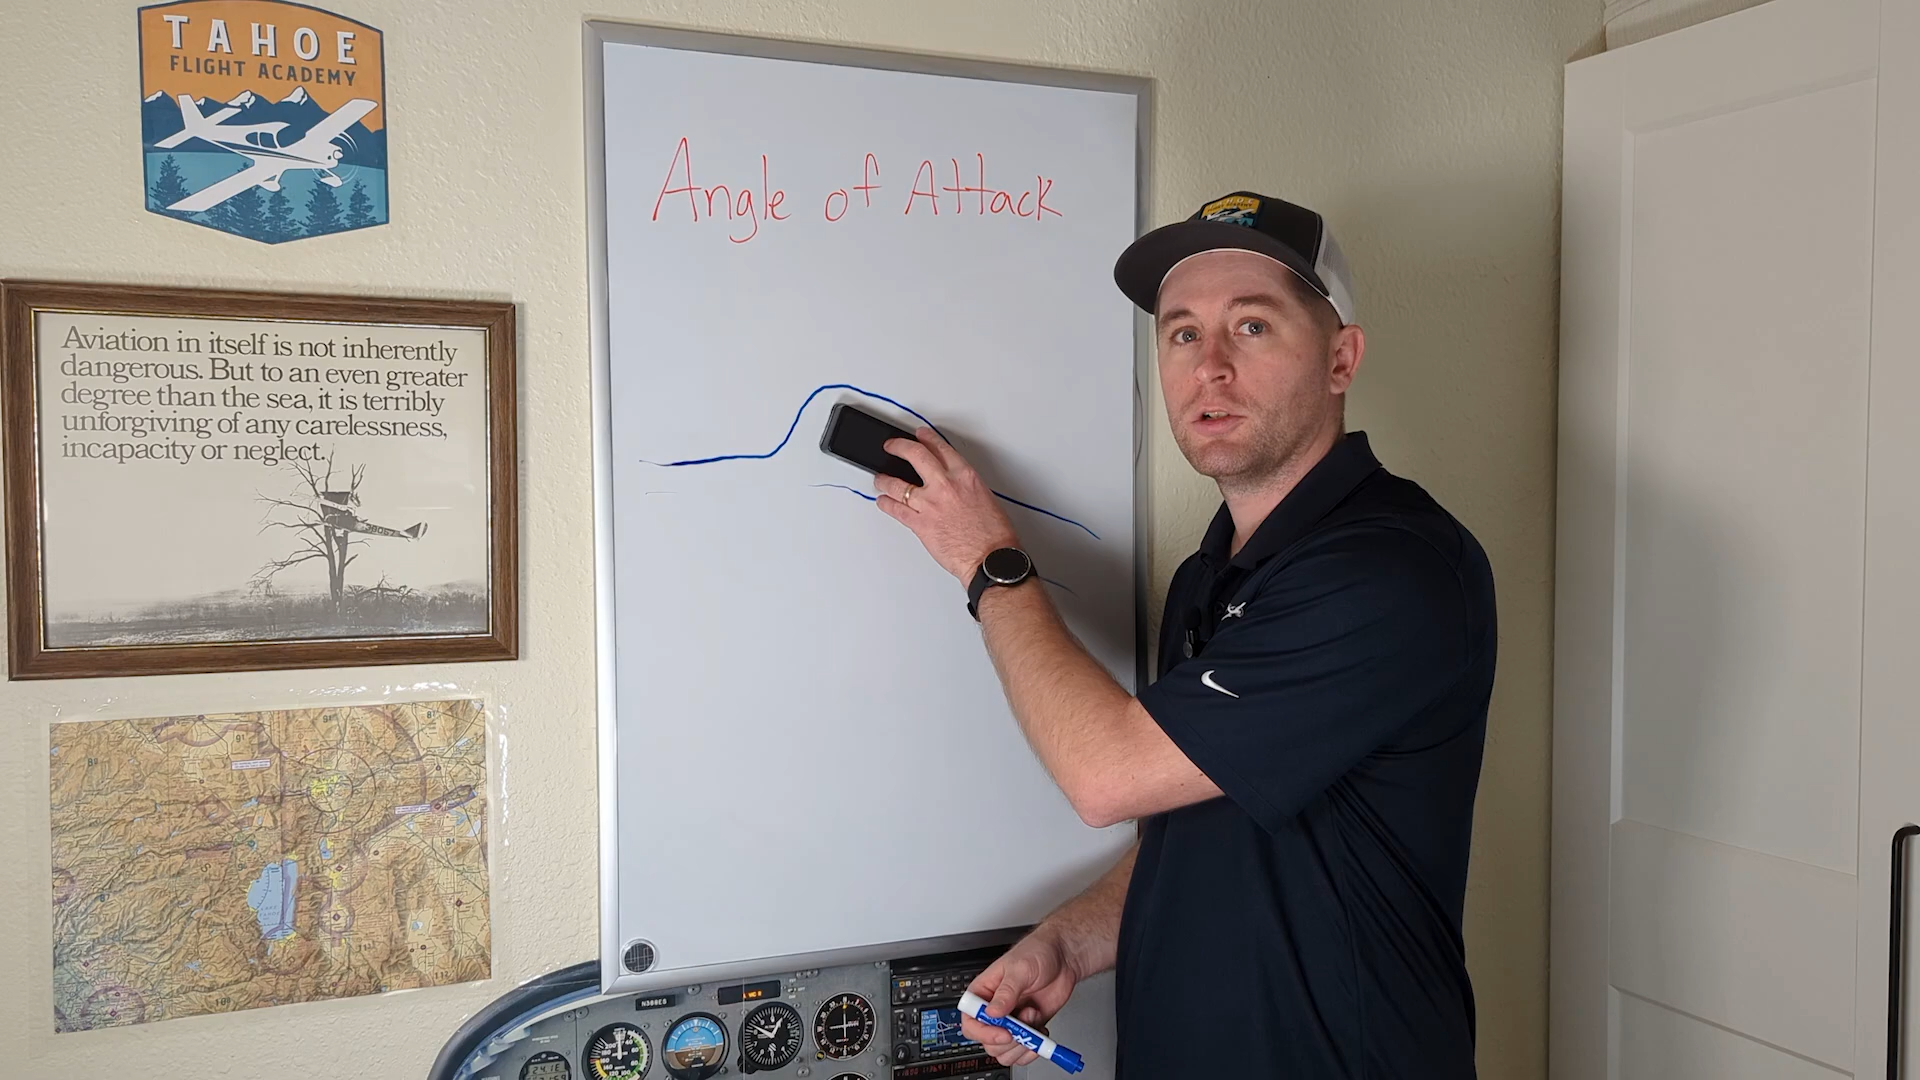 TAHOE
FLIGHT ACADEMY
Angle of Attack
Aviation in itself is not inherently
dangerous. But to an even greater
degree than the sea, it is terribly
unforgiving of any carelessness,
incapacity or neglect.
N388ES